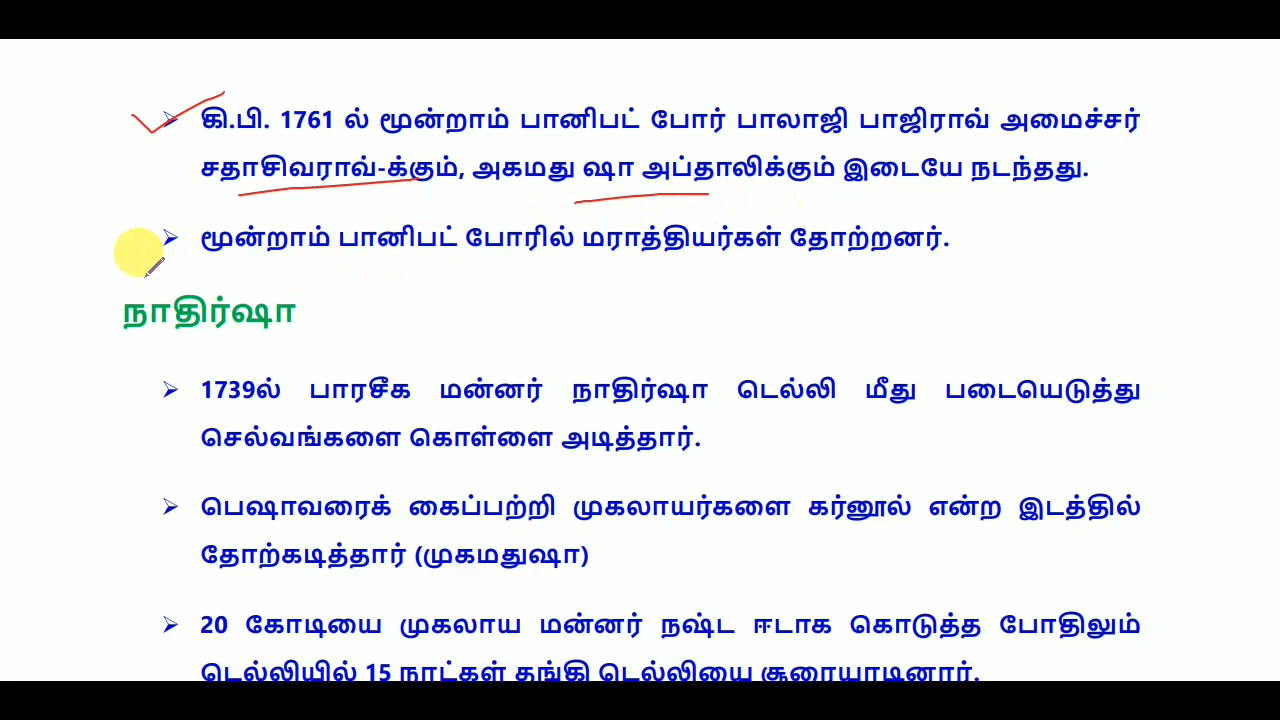 கி.பி. 1761 ல் மூன்றாம் பானிபட் போர் பாலாஜி பாஜிராவ் அமைச்சர்
சதாசிவராவ்-க்கும், அகமது ஷா அப்தாலிக்கும் இடையே நடந்தது.
மூன்றாம் பானிபட் போரில் மராத்தியர்கள் தோற்றனர்.
நாதிர்ஷா
1739ல் பாரசீக மன்னர் நாதிர்ஷா டெல்லி மீது படையெடுத்து
செல்வங்களை கொள்ளை அடித்தார்.
பெஷாவரைக் கைப்பற்றி முகலாயர்களை கர்னூல் என்ற இடத்தில்
தோற்கடித்தார் (முகமதுஷா)
20 கோடியை முகலாய மன்னர் நஷ்ட ஈடாக கொடுத்த போதிலும்
டெல்லியில் 15 நாட்கள் தங்கி டெல்லியை சூரையாடினார்.